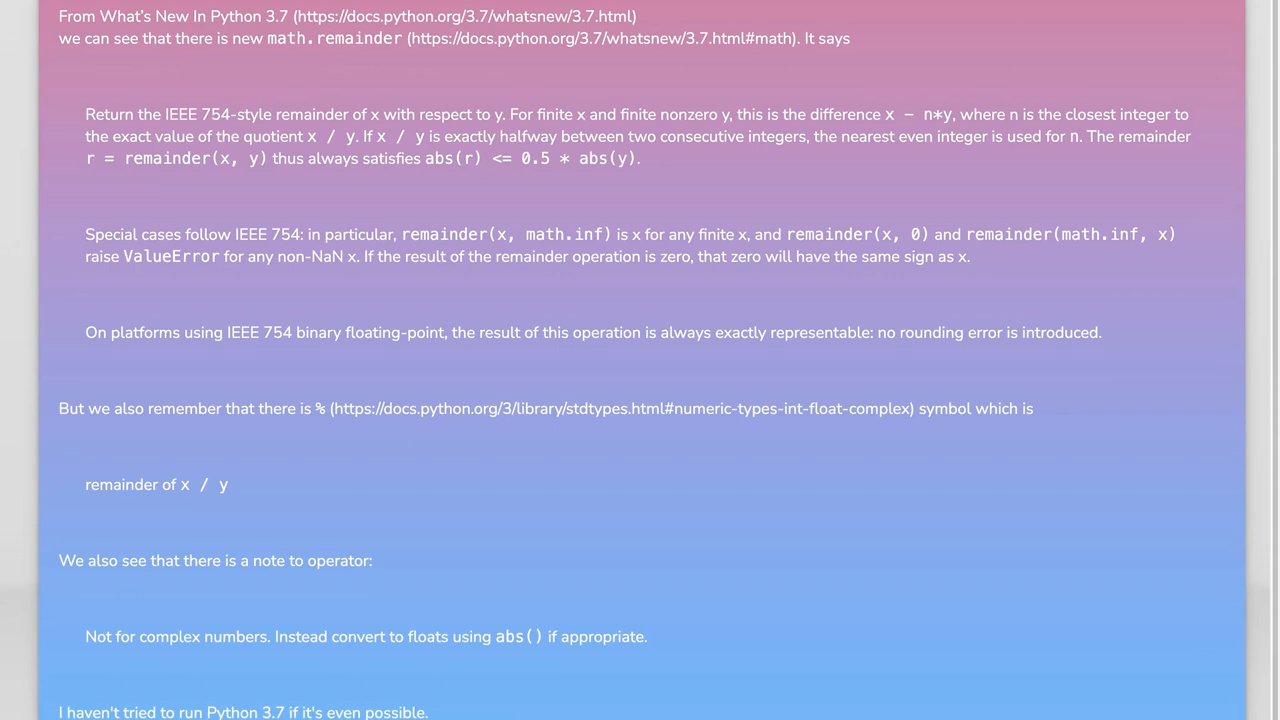 From What's New In Python 3.7 (https://docs.python.org/3.7/whatsnew/3.7.html)
we can see that there is new math.remainder (https://docs.python.org/3.7/whatsnew/3.7.html#math). It says
Return the IEEE 754-style remainder of x with respect to y. For finite x and finite nonzero y, this is the difference x - n*y, where n is the closest integer to
the exact value of the quotient x / y. If x / y is exactly halfway between two consecutive integers, the nearest even integer is used for n. The remainder
r = remainder(x, y) thus always satisfies abs(r) <= 0.5 * abs(y).
Special cases follow IEEE 754: in particular, remainder(x, math.inf) is x for any finite x, and remainder(x, 0) and remainder(math.inf, x)
raise ValueError for any non-NaN x. If the result of the remainder operation is zero, that zero will have the same sign as x.
On platforms using IEEE 754 binary floating-point, the result of this operation is always exactly representable: no rounding error is introduced.
But we also remember that there is % (https://docs.python.org/3/library/stdtypes.html#numeric-types-int-float-complex) symbol which is
remainder of x / y
We also see that there is a note to operator:
Not for complex numbers. Instead convert to floats using abs() if appropriate.
I haven't tried to run Python 3.7 if it's even possible.